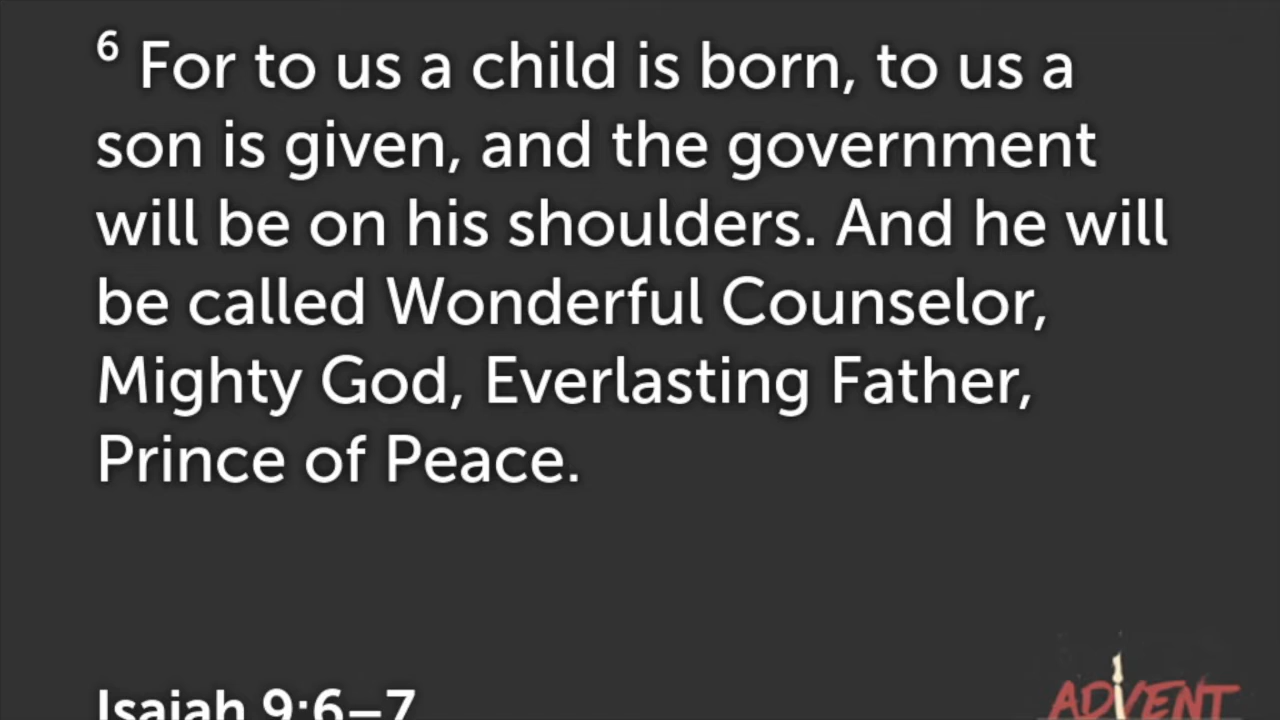 6 For to us a child is born, to us a
son is given, and the government
will be on his shoulders. And he will
be called Wonderful Counselor,
Mighty God, Everlasting Father,
Prince of Peace.
Isaiah 9:6–7
ADVENT